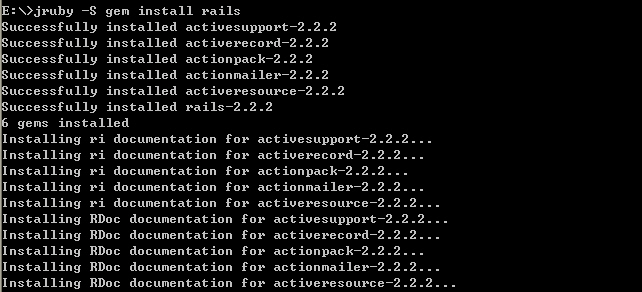 E:\>jruby -S gem install rails
Successfully installed activesupport-2.2.2
Successfully installed activerecord-2.2.2
Successfully installed actionpack-2.2.2
Successfully installed actionmailer-2.2.2
Successfully installed activeresource-2.2.2
Successfully installed rails-2.2.2
6 gems installed
Installing ri documentation for activesupport-2.2.2...
Installing ri documentation for activerecord-2.2.2...
Installing ri documentation for actionpack-2.2.2...
Installing ri documentation for actionmailer-2.2.2...
Installing ri documentation for activeresource-2.2.2...
Installing RDoc documentation for activesupport-2.2.2...
Installing RDoc documentation for activerecord-2.2.2...
Installing RDoc documentation for actionpack-2.2.2...
Installing RDoc documentation for actionmailer-2.2.2...
Installing RDoc documentation for activeresource-2.2.2...